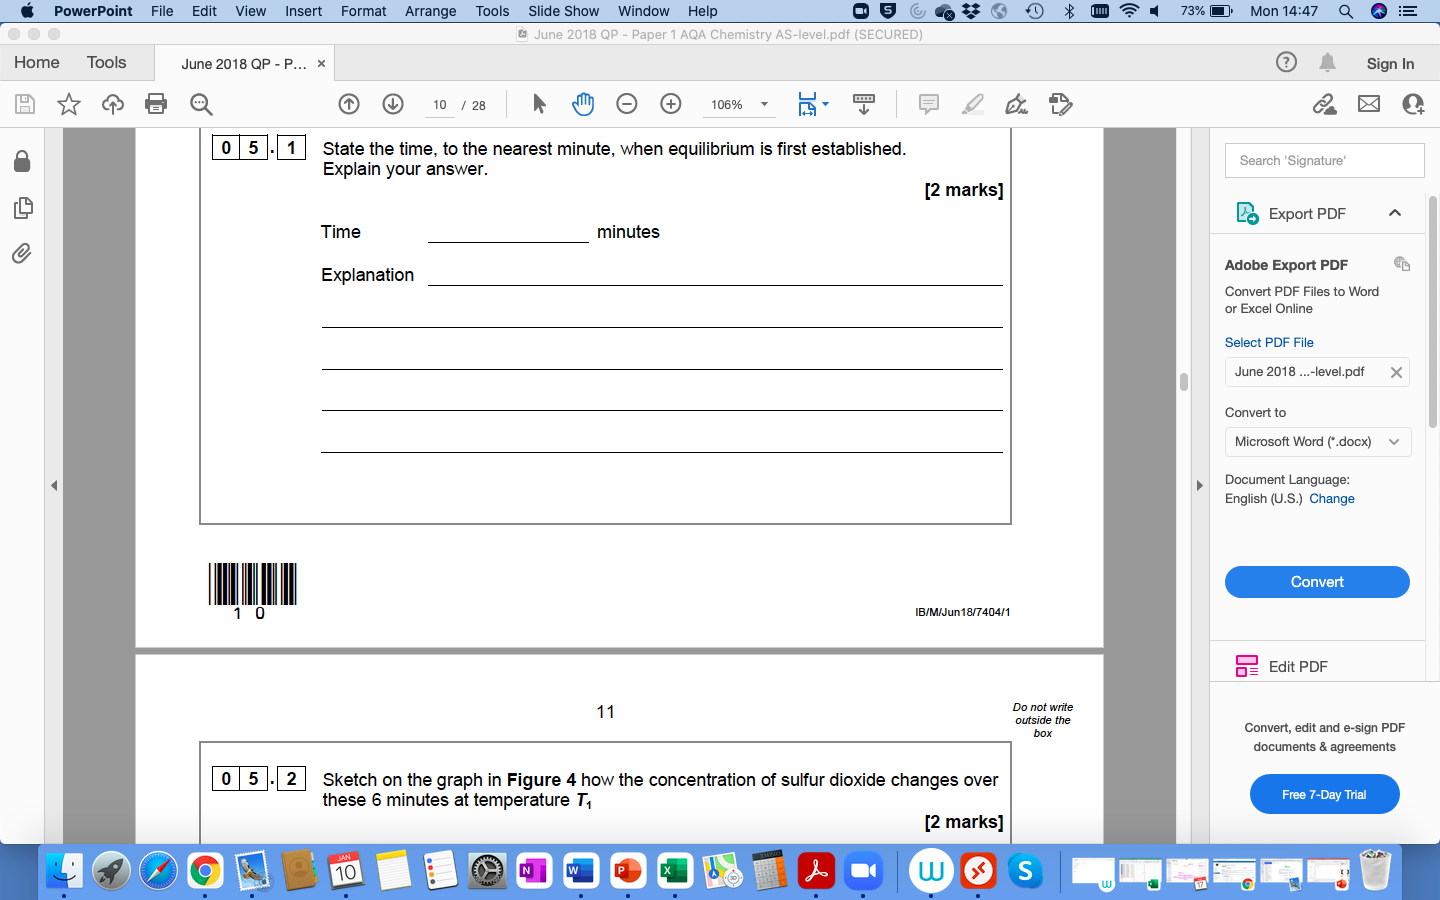 PowerPoint File Edit View Insert Format Arrange Tools Slide Show Window Help 73% Mon 14:47
June 2018 QP - Paper 1 AQA Chemistry AS-level.pdf (SECURED)
Home Tools June 2018 QP - P... × Sign In
10 / 28 106%
0 5 . 1 State the time, to the nearest minute, when equilibrium is first established.
Explain your answer.
[2 marks]
Time minutes
Explanation
1 0
IB/M/Jun18/7404/1
11
Do not write
outside the
box
0 5 . 2 Sketch on the graph in Figure 4 how the concentration of sulfur dioxide changes over
these 6 minutes at temperature T1
[2 marks]
Search 'Signature'
Export PDF
Adobe Export PDF
Convert PDF Files to Word
or Excel Online
Select PDF File
June 2018 ...-level.pdf
Convert to
Microsoft Word (*.docx)
Document Language:
English (U.S.) Change
Convert
Edit PDF
Convert, edit and e-sign PDF
documents & agreements
Free 7-Day Trial
JAN
10